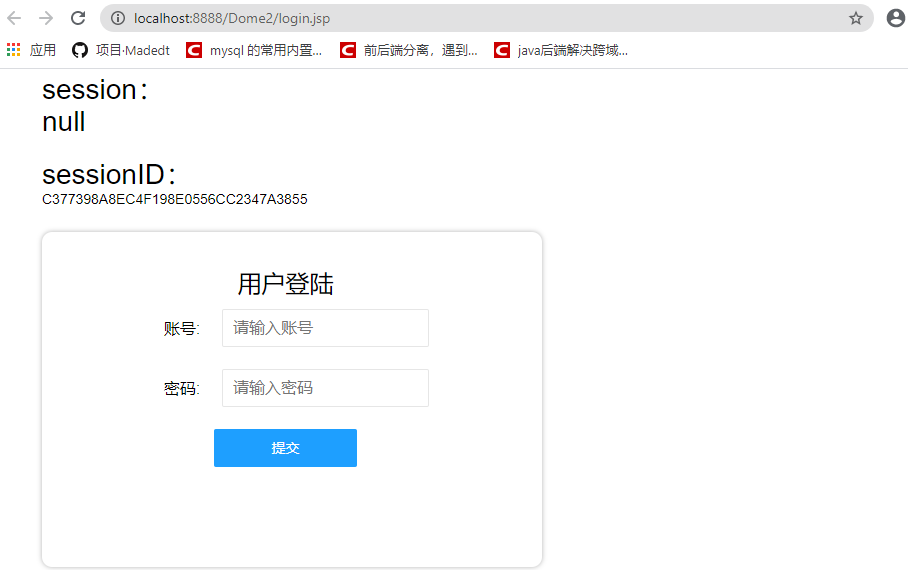 localhost:8888/Dome2/login.jsp
应用 项目·Madedt mysql 的常用内置... 前后端分离，遇到... java后端解决跨域...
session：
null
sessionID：
C377398A8EC4F198E0556CC2347A3855
用户登陆
账号: 请输入账号
密码: 请输入密码
提交